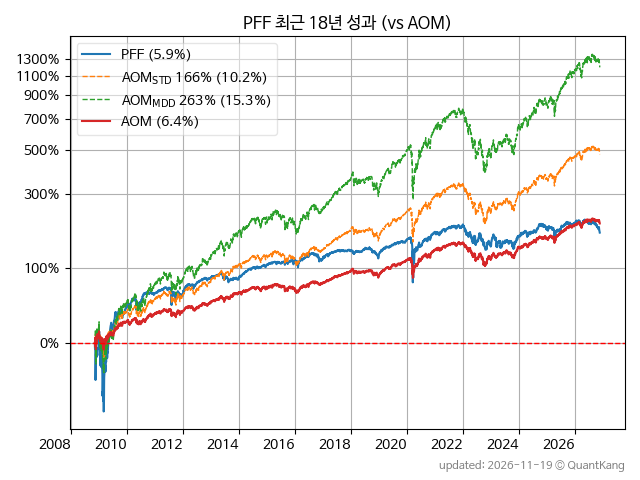 PFF 최근 18년 성과 (vs AOM)
PFF (5.9%)
AOM_STD 166% (10.2%)
AOM_MDD 263% (15.3%)
AOM (6.4%)
1300%
1100%
900%
700%
500%
300%
100%
0%
2008 2010 2012 2014 2016 2018 2020 2022 2024 2026
updated: 2026-11-19 © QuantKang